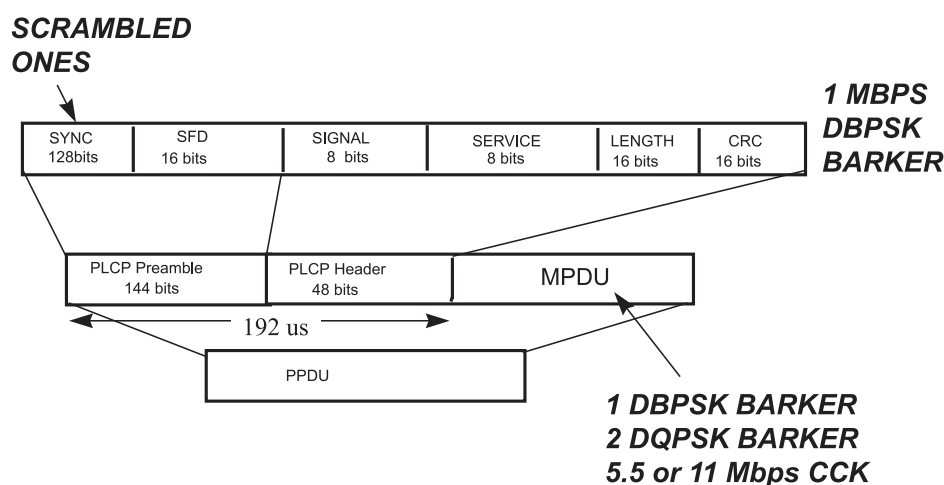 SCRAMBLED
ONES
1 MBPS
DBPSK
BARKER
SYNC
128bits
SFD
16 bits
SIGNAL
8 bits
SERVICE
8 bits
LENGTH
16 bits
CRC
16 bits
PLCP Preamble
144 bits
PLCP Header
48 bits
MPDU
192 us
PPDU
1 DBPSK BARKER
2 DQPSK BARKER
5.5 or 11 Mbps CCK